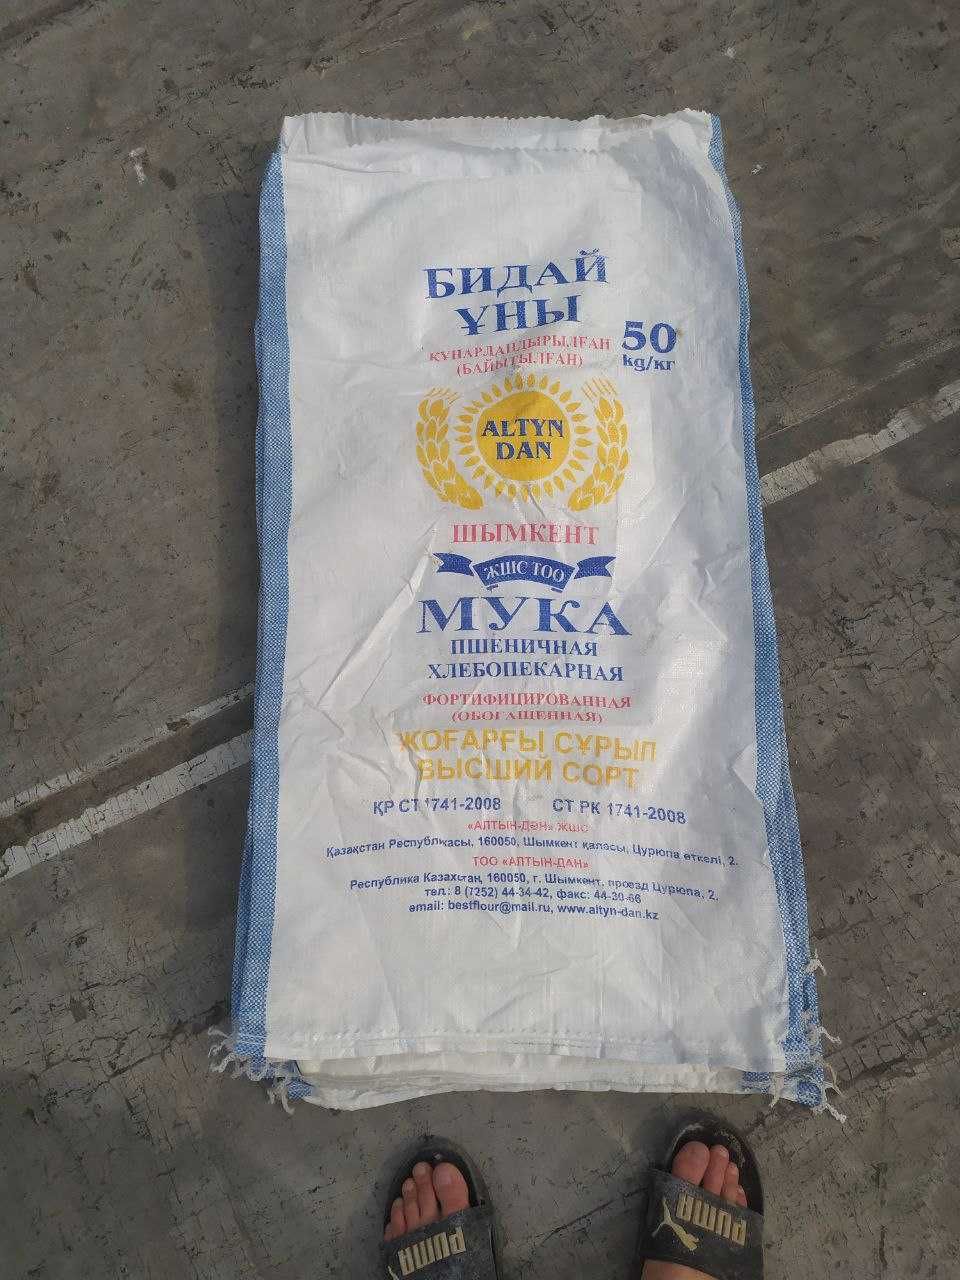 БИДАЙ
ҰНЫ
50
kg/кг
КҮНАРЛАНДЫРЫЛҒАН
(БАЙЫТЫЛҒАН)
ALTYN
DAN
ШЫМКЕНТ
ЖШС ТОО
МУКА
ПШЕНИЧНАЯ
ХЛЕБОПЕКАРНАЯ
ФОРТИФИЦИРОВАННАЯ
(ОБОГАЩЕННАЯ)
ЖОҒАРҒЫ СҰРЫП
ВЫСШИЙ СОРТ
ҚР СТ 1741-2008 СТ РК 1741-2008
«АЛТЫН-ДӘН» ЖШС
Қазақстан Республикасы, 160050, Шымкент қаласы, Цурюпа өткелі, 2.
ТОО «АЛТЫН-ДАН»
Республика Казахстан, 160050, г. Шымкент, проезд Цурюпа, 2,
тел.: 8 (7252) 44-34-42, факс: 44-30-66
email: bestflour@mail.ru, www.altyn-dan.kz
PUMA
PUMA